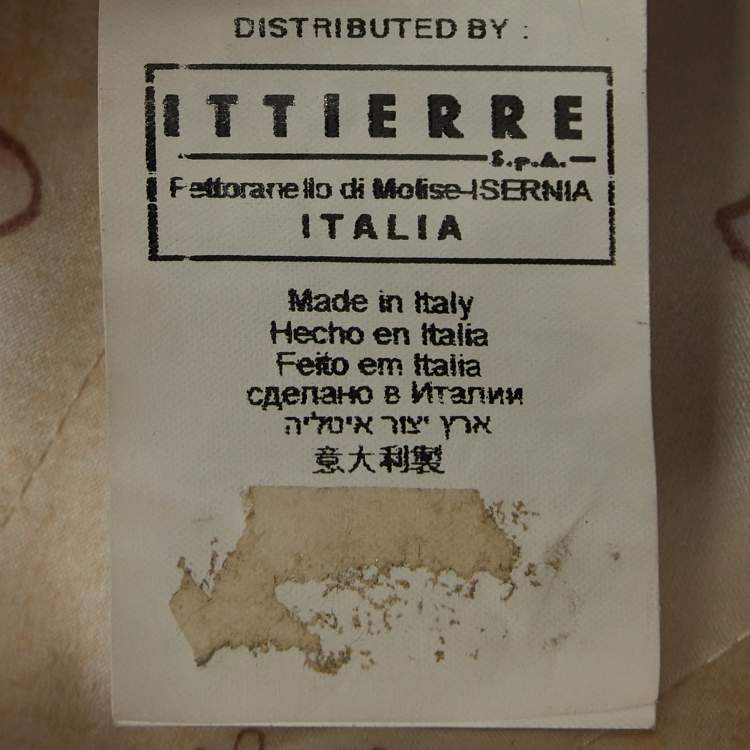 DISTRIBUTED BY :
ITTIERRE
S.p.A.
Pettoranello di Molise-ISERNIA
ITALIA
Made in Italy
Hecho en Italia
Feito em Italia
сделано в Италии
ארץ יצור איטליה
意大利製